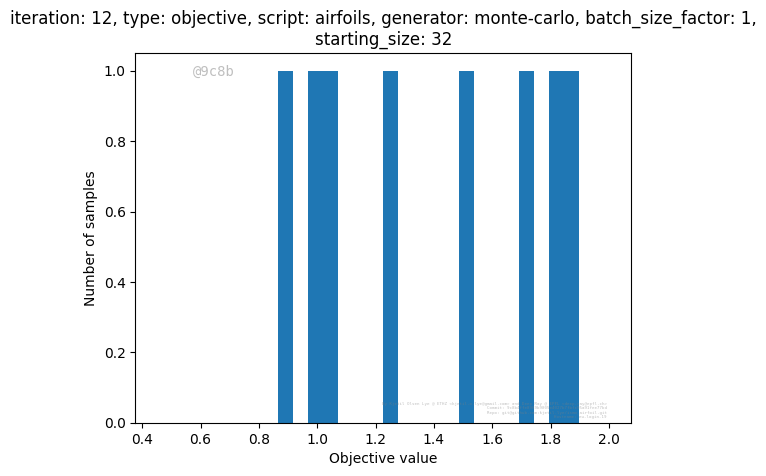 iteration: 12, type: objective, script: airfoils, generator: monte-carlo, batch_size_factor: 1,
starting_size: 32
@9c8b
1.0
0.8
0.6
0.4
0.2
0.0
Number of samples
0.4 0.6 0.8 1.0 1.2 1.4 1.6 1.8 2.0
Objective value